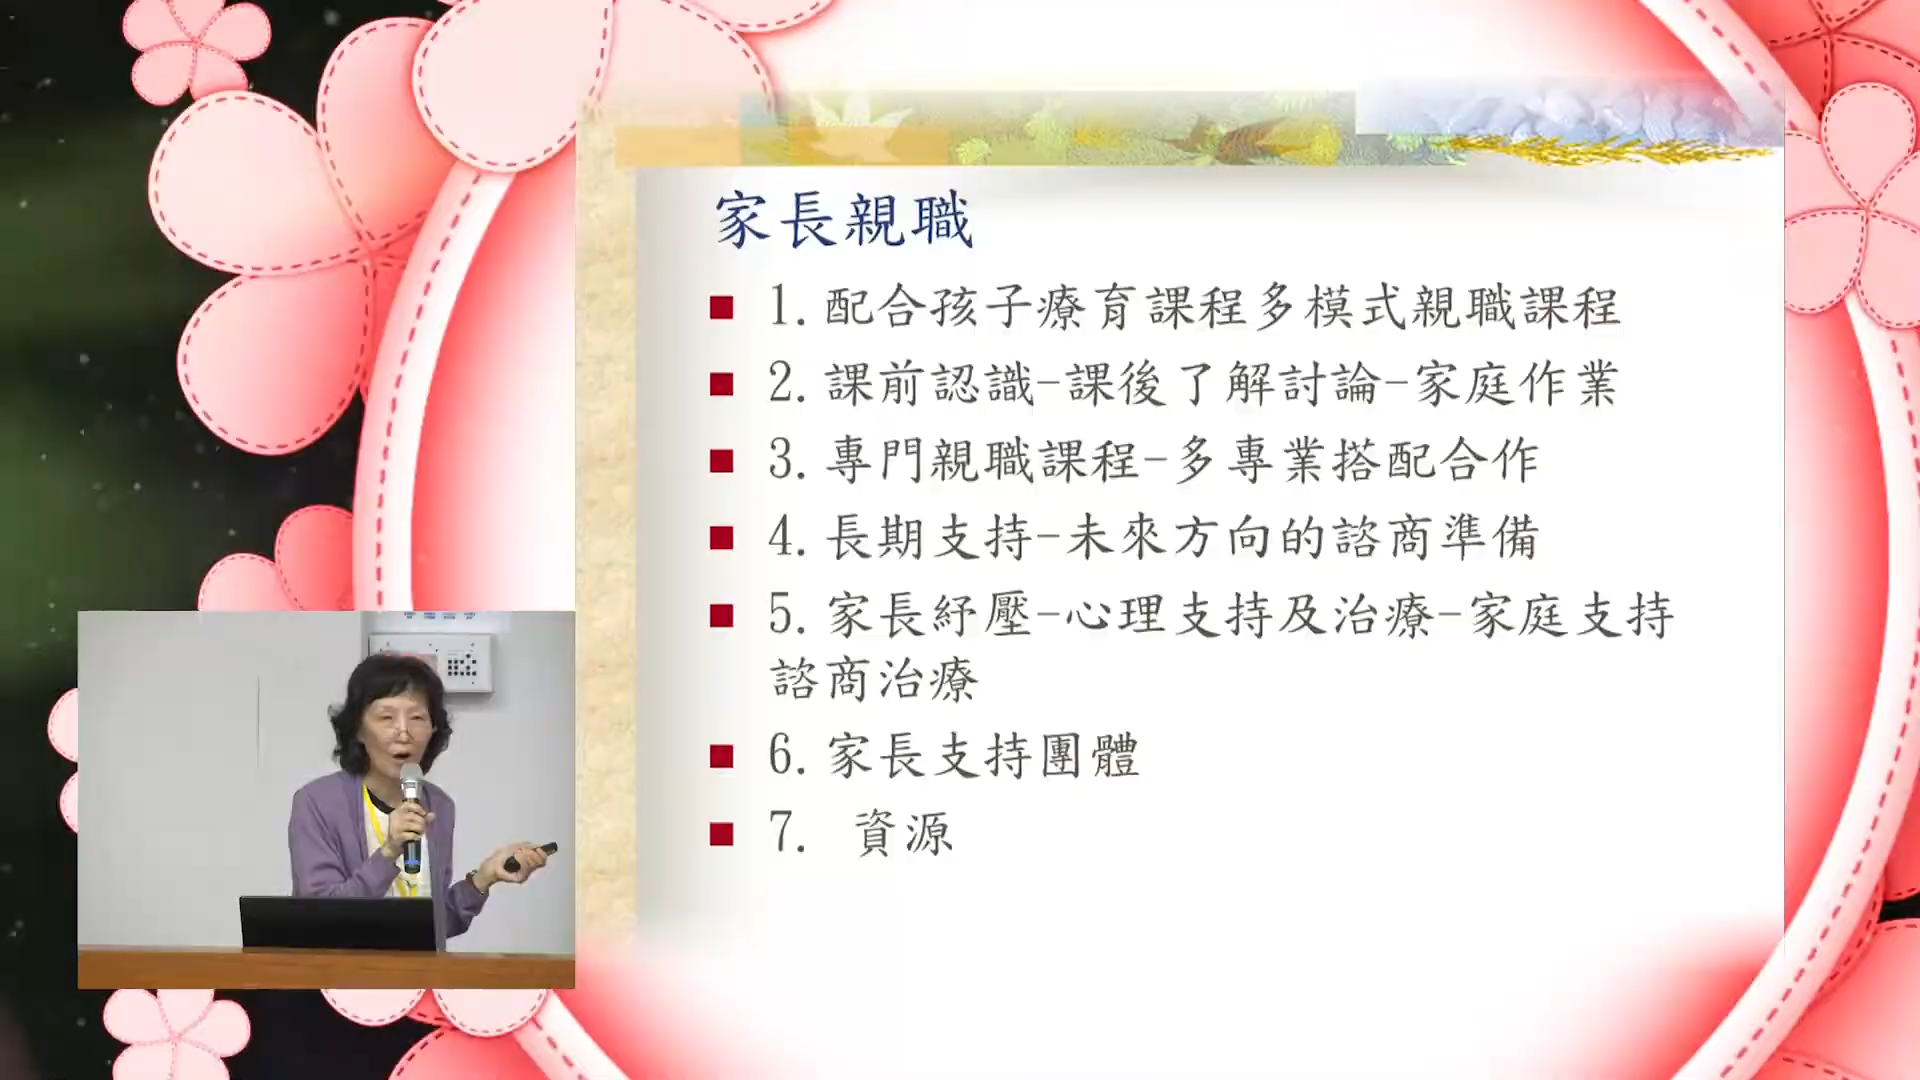 家長親職
1. 配合孩子療育課程多模式親職課程
2. 課前認識-課後了解討論-家庭作業
3. 專門親職課程-多專業搭配合作
4. 長期支持-未來方向的諮商準備
5. 家長紓壓-心理支持及治療-家庭支持
諮商治療
6. 家長支持團體
7. 資源